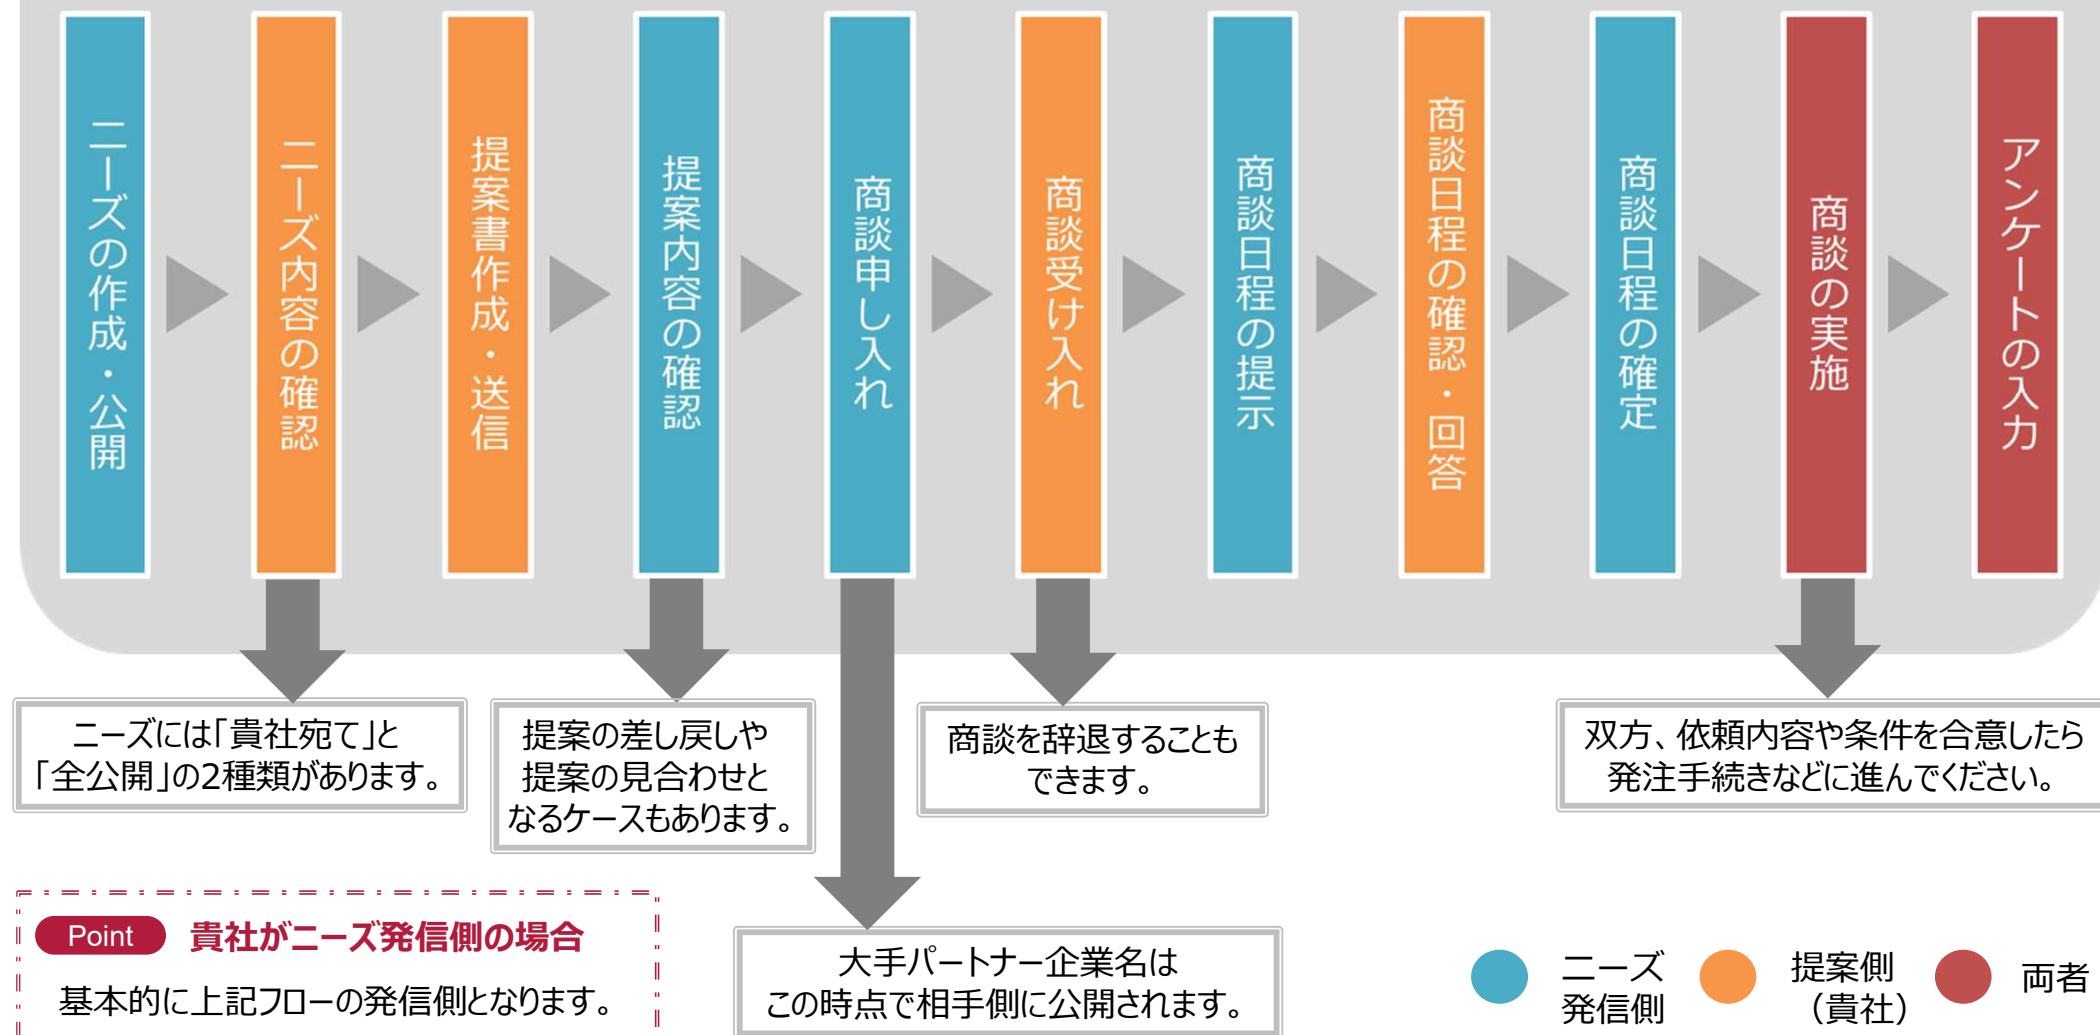 ニーズの作成・公開
ニーズ内容の確認
提案書作成・送信
提案内容の確認
商談申し入れ
商談受け入れ
商談日程の提示
商談日程の確認・回答
商談日程の確定
商談の実施
アンケートの入力
ニーズには「貴社宛て」と
「全公開」の2種類があります。
提案の差し戻しや
提案の見合わせと
なるケースもあります。
商談を辞退することも
できます。
双方、依頼内容や条件を合意したら
発注手続きなどに進んでください。
大手パートナー企業名は
この時点で相手側に公開されます。
Point 貴社がニーズ発信側の場合
基本的に上記フローの発信側となります。
ニーズ
発信側
提案側
（貴社）
両者